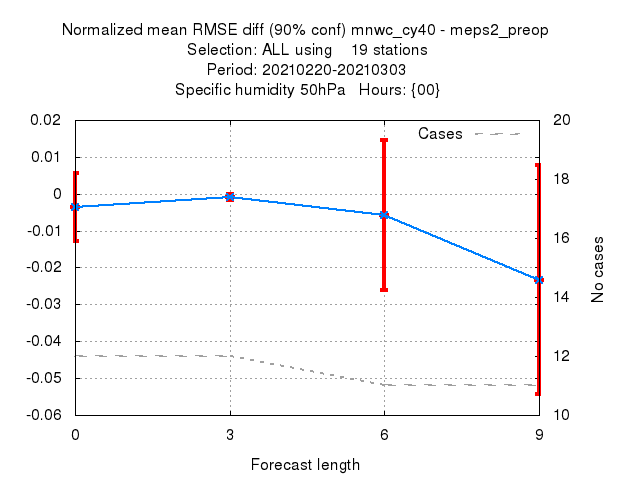 Normalized mean RMSE diff (90% conf) mnwc_cy40 - meps2_preop
Selection: ALL using    19 stations
Period: 20210220-20210303
Specific humidity 50hPa   Hours: {00}
Cases
0.02
0.01
0
-0.01
-0.02
-0.03
-0.04
-0.05
-0.06
20
18
16
14
12
10
No cases
0 3 6 9
Forecast length